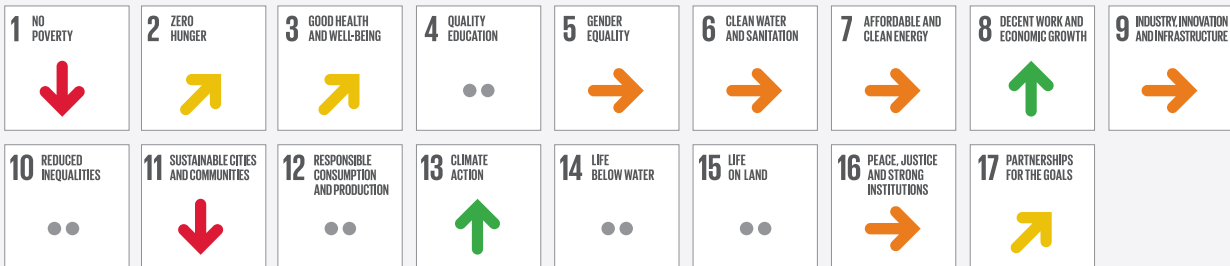 1 NO
POVERTY
2 ZERO
HUNGER
3 GOOD HEALTH
AND WELL-BEING
4 QUALITY
EDUCATION
5 GENDER
EQUALITY
6 CLEAN WATER
AND SANITATION
7 AFFORDABLE AND
CLEAN ENERGY
8 DECENT WORK AND
ECONOMIC GROWTH
9 INDUSTRY, INNOVATION
AND INFRASTRUCTURE
10 REDUCED
INEQUALITIES
11 SUSTAINABLE CITIES
AND COMMUNITIES
12 RESPONSIBLE
CONSUMPTION
AND PRODUCTION
13 CLIMATE
ACTION
14 LIFE
BELOW WATER
15 LIFE
ON LAND
16 PEACE, JUSTICE
AND STRONG
INSTITUTIONS
17 PARTNERSHIPS
FOR THE GOALS